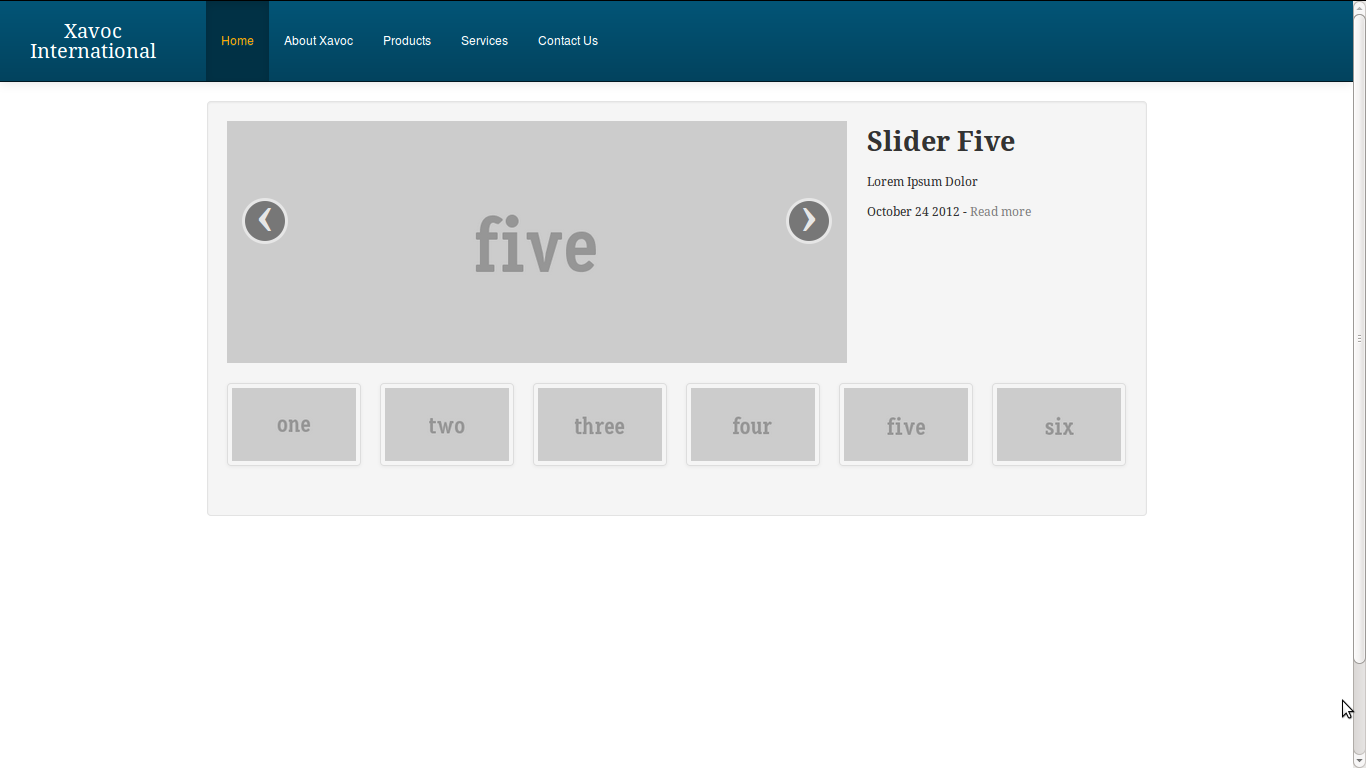 Xavoc
International
Home About Xavoc Products Services Contact Us
five
Slider Five
Lorem Ipsum Dolor
October 24 2012 - Read more
one two three four five six